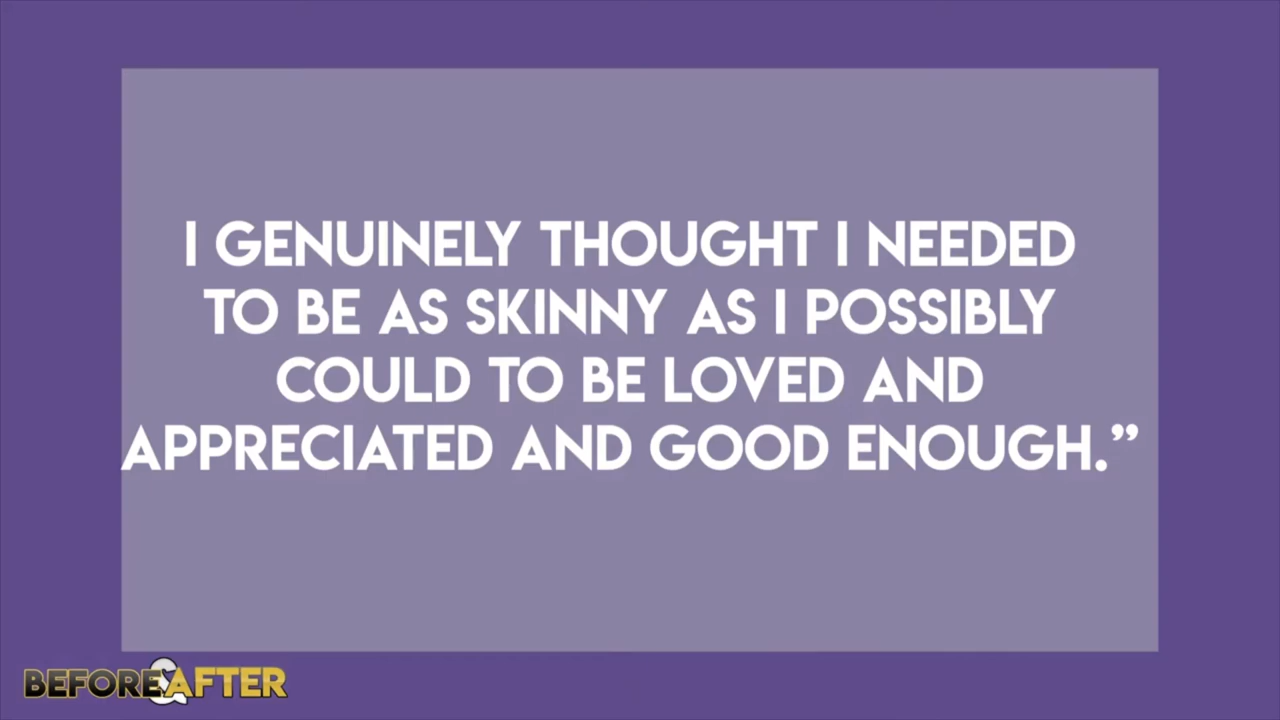 I GENUINELY THOUGHT I NEEDED
TO BE AS SKINNY AS I POSSIBLY
COULD TO BE LOVED AND
APPRECIATED AND GOOD ENOUGH.”
BEFORE&AFTER